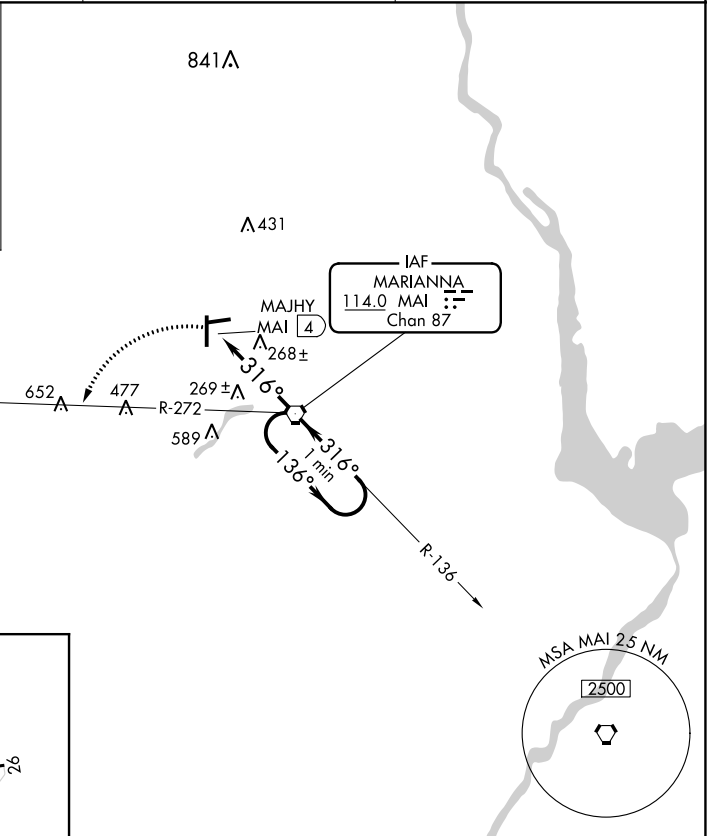 841
431
IAF
MARIANNA
114.0 MAI
Chan 87
MAJHY
MAI 4
268±
316°
652
477
269±
R-272
589
316°
1 min
136°
R-136
MSA MAI 25 NM
2500
26